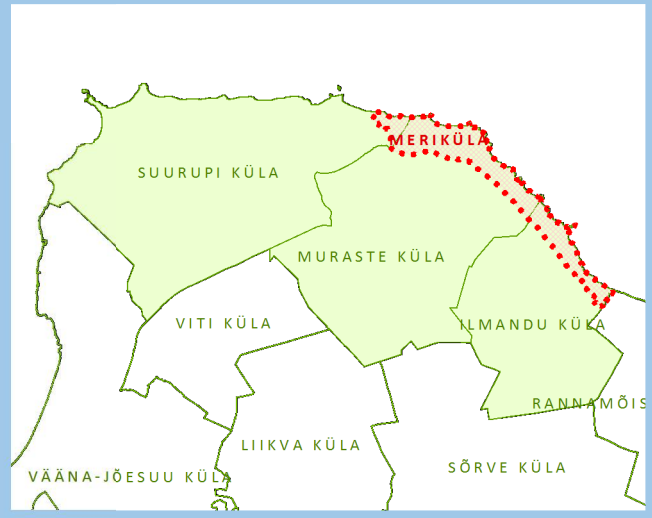 MERIKÜLA
SUURUPI KÜLA
MURASTE KÜLA
VITI KÜLA
ILMANDU KÜLA
RANNAMÕIS
LIIKVA KÜLA
SÕRVE KÜLA
VÄÄNA-JÕESUU KÜLA